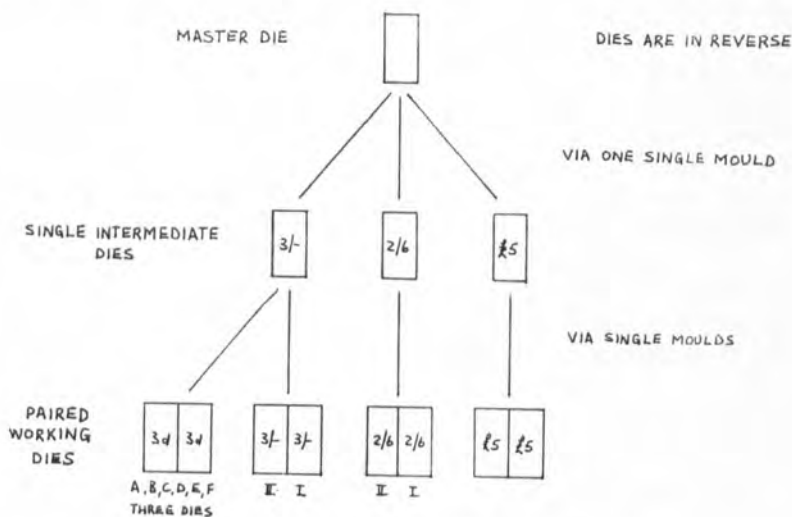 MASTER DIE
DIES ARE IN REVERSE
VIA ONE SINGLE MOULD
SINGLE INTERMEDIATE
DIES
3/- 2/6 £5
VIA SINGLE MOULDS
PAIRED
WORKING
DIES
3d 3d 3/- 3/- 2/6 2/6 £5 £5
A, B, C, D, E, F II I II I
THREE DIES